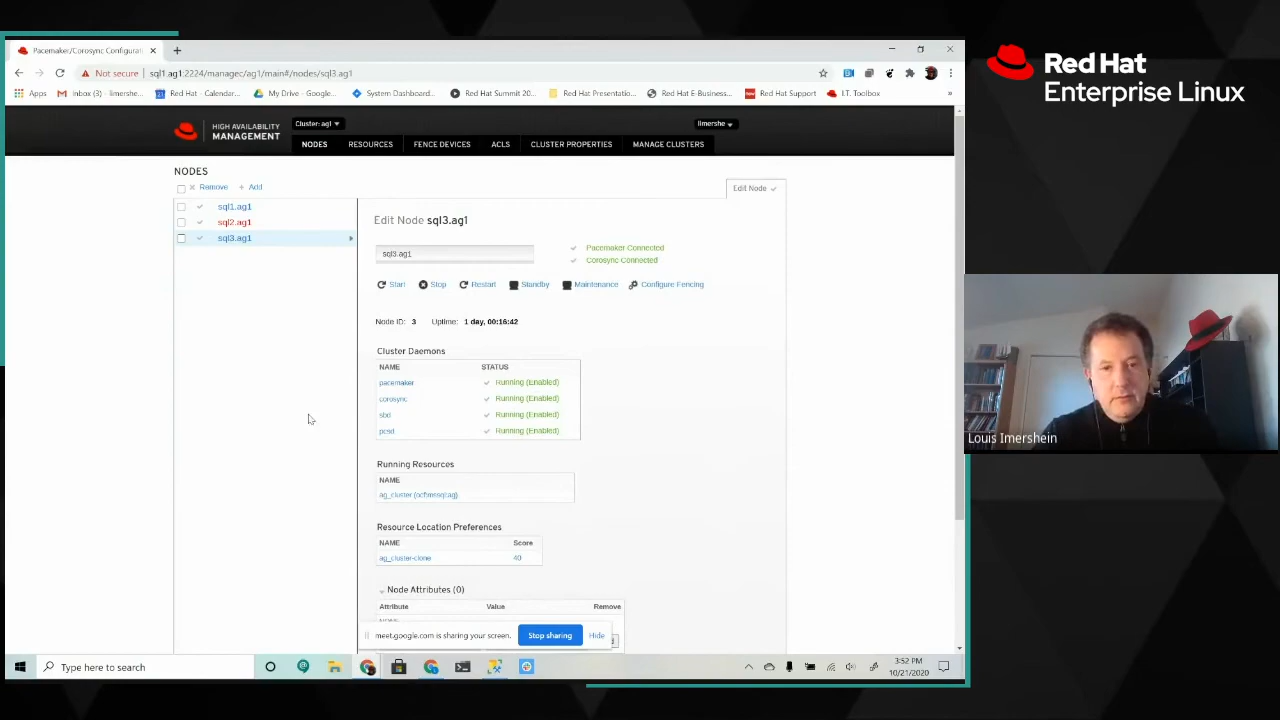 Pacemaker/Corosync Configurat
Not secure | sql1.ag1:2224/managec/ag1/main#/nodes/sql3.ag1
Apps Inbox (3) - limershe... Red Hat - Calendar... My Drive - Google... System Dashboard... Red Hat Summit 20... Red Hat Presentatio... Red Hat E-Business... Red Hat Support I.T. Toolbox »
Red Hat
Enterprise Linux
HIGH AVAILABILITY
MANAGEMENT
Cluster: ag1
limershe
NODES RESOURCES FENCE DEVICES ACLS CLUSTER PROPERTIES MANAGE CLUSTERS
NODES
Remove + Add
Edit Node
sql1.ag1
sql2.ag1
sql3.ag1
Edit Node sql3.ag1
sql3.ag1
Pacemaker Connected
Corosync Connected
Start Stop Restart Standby Maintenance Configure Fencing
Node ID: 3 Uptime: 1 day, 00:16:42
Cluster Daemons
NAME STATUS
pacemaker Running (Enabled)
corosync Running (Enabled)
sbd Running (Enabled)
pcsd Running (Enabled)
Running Resources
NAME
ag_cluster (ocf:mssql:ag)
Resource Location Preferences
NAME Score
ag_cluster-clone 40
Node Attributes (0)
Attribute Value Remove
meet.google.com is sharing your screen. Stop sharing Hide
Type here to search
3:52 PM
10/21/2020
Louis Imershein